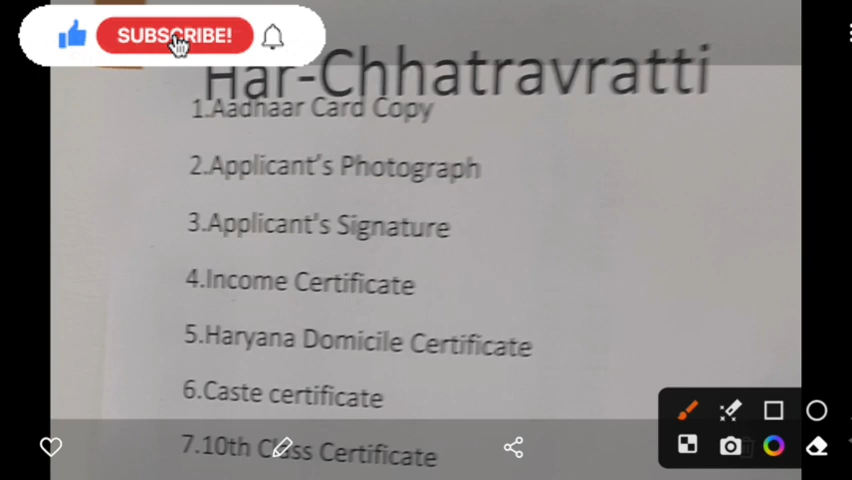 SUBSCRIBE!
Har-Chhatravratti
1.Aadhaar Card Copy
2.Applicant's Photograph
3.Applicant's Signature
4.Income Certificate
5.Haryana Domicile Certificate
6.Caste certificate
7.10th Class Certificate